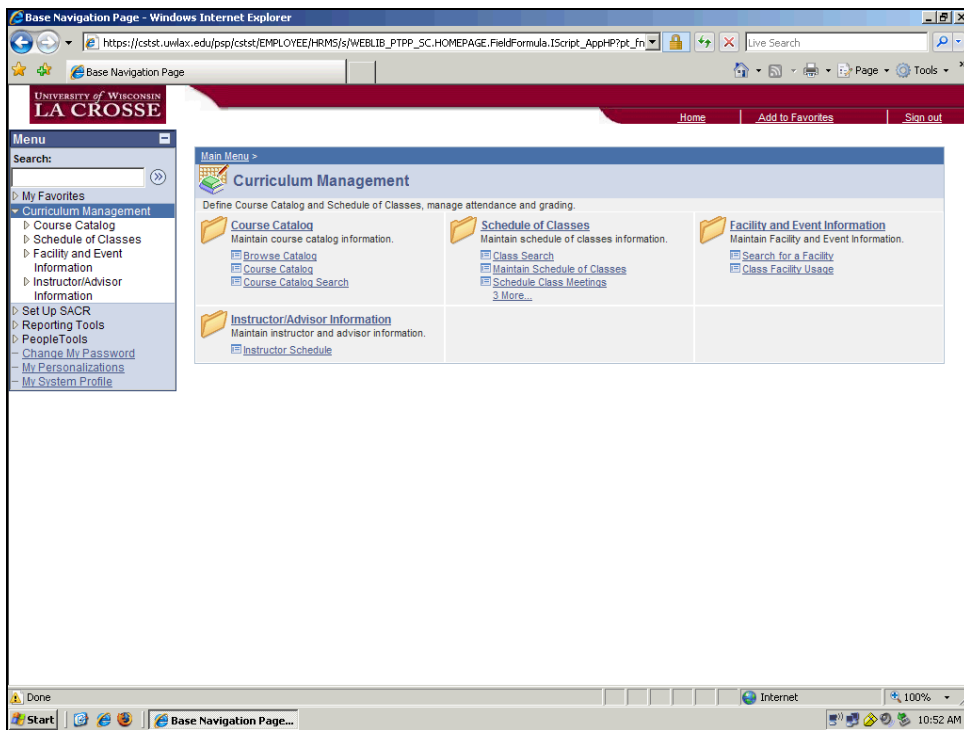 Base Navigation Page - Windows Internet Explorer
https://cstst.uwlax.edu/psp/cstst/EMPLOYEE/HRMS/s/WEBLIB_PTPP_SC.HOMEPAGE.FieldFormula.IScript_AppHP?pt_fn
Live Search
Base Navigation Page
Page
Tools
UNIVERSITY of WISCONSIN
LA CROSSE
Home
Add to Favorites
Sign out
Menu
Search:
My Favorites
Curriculum Management
Course Catalog
Schedule of Classes
Facility and Event
Information
Instructor/Advisor
Information
Set Up SACR
Reporting Tools
PeopleTools
Change My Password
My Personalizations
My System Profile
Main Menu >
Curriculum Management
Define Course Catalog and Schedule of Classes, manage attendance and grading.
Course Catalog
Maintain course catalog information.
Browse Catalog
Course Catalog
Course Catalog Search
Schedule of Classes
Maintain schedule of classes information.
Class Search
Maintain Schedule of Classes
Schedule Class Meetings
3 More...
Facility and Event Information
Maintain Facility and Event Information.
Search for a Facility
Class Facility Usage
Instructor/Advisor Information
Maintain instructor and advisor information.
Instructor Schedule
Done
Internet
100%
Start
Base Navigation Page...
10:52 AM